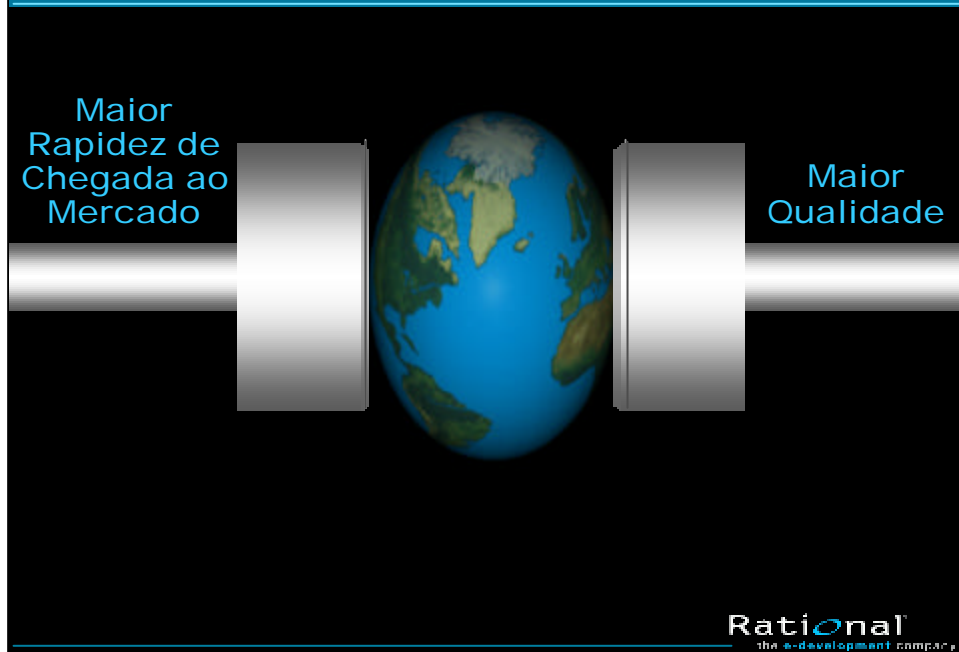 Maior
Rapidez de
Chegada ao
Mercado
Maior
Qualidade
Rational
the e-development company